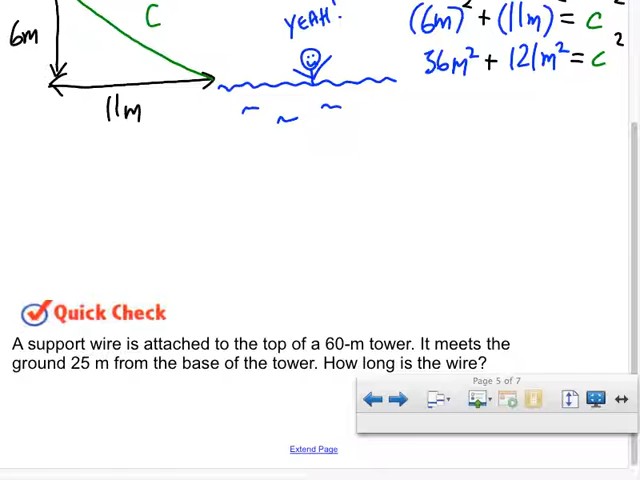 6m
C
YEAH!
(6m)² + (11m) = c²
36m² + 121m² = c²
11m
Quick Check
A support wire is attached to the top of a 60-m tower. It meets the
ground 25 m from the base of the tower. How long is the wire?
Page 5 of 7
Extend Page